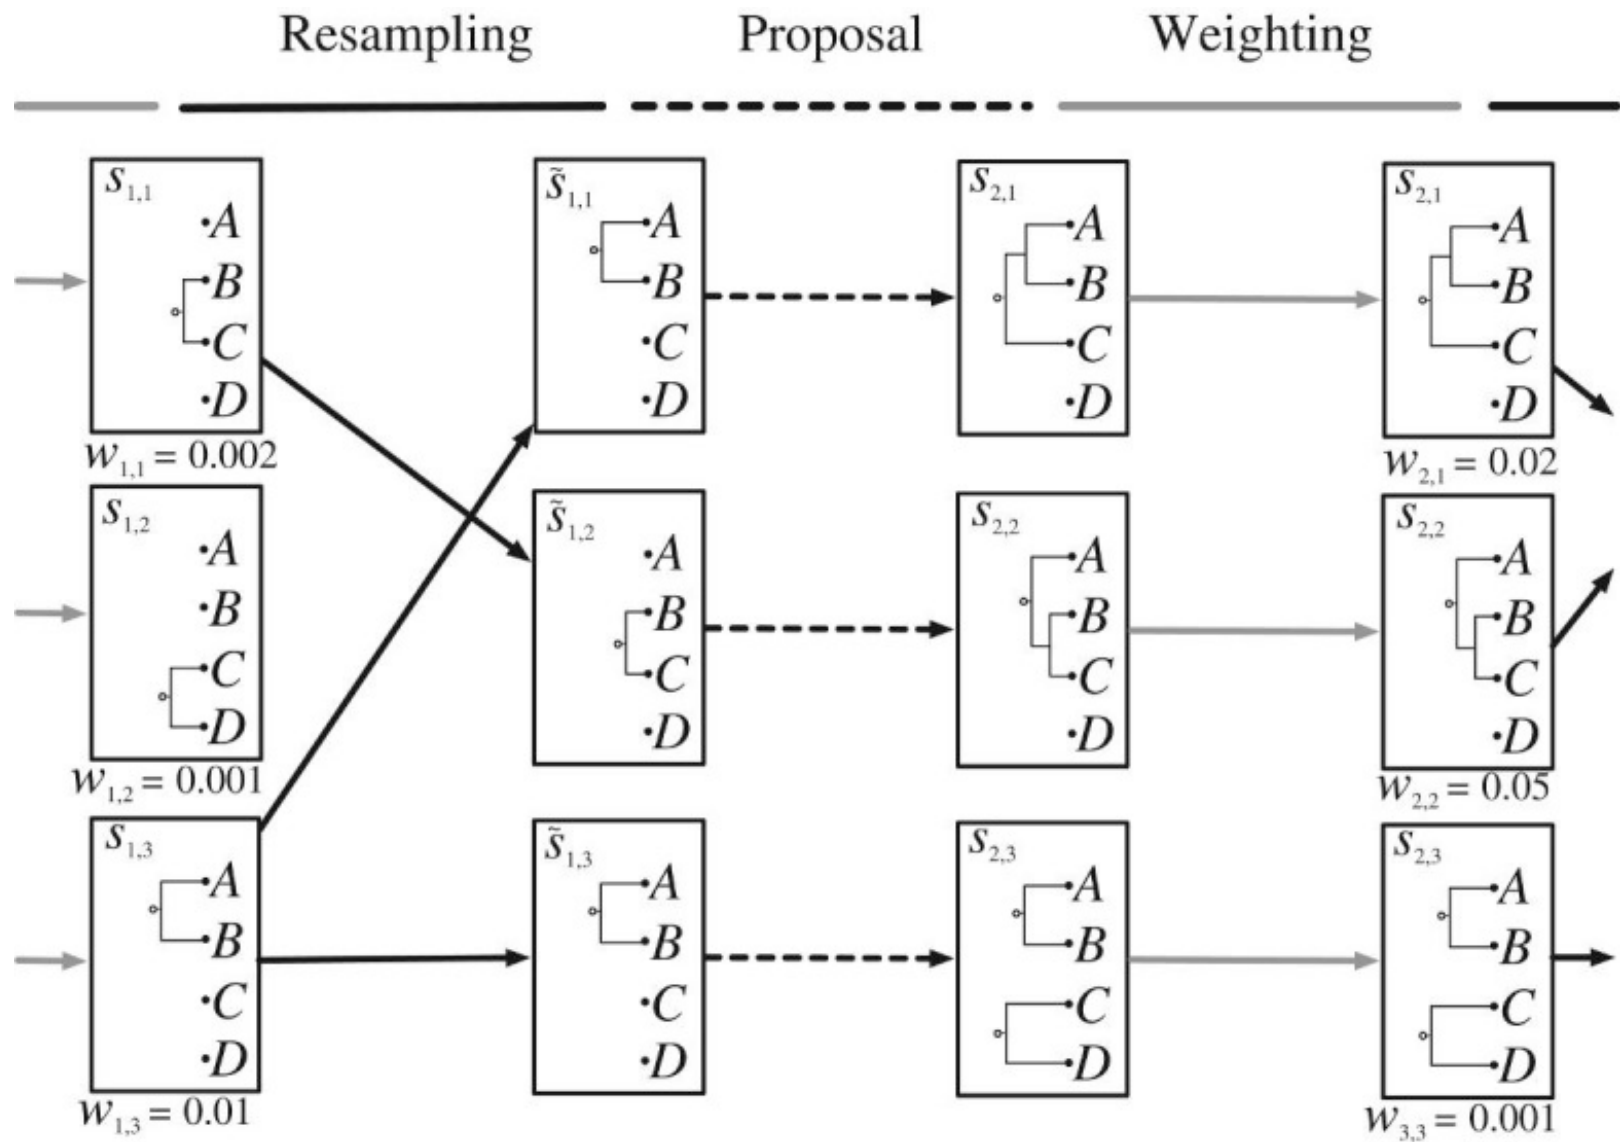 Resampling Proposal Weighting
s1,1
A
B
C
D
w1,1 = 0.002
s1,2
A
B
C
D
w1,2 = 0.001
s1,3
A
B
C
D
w1,3 = 0.01
s̃1,1
A
B
C
D
s̃1,2
A
B
C
D
s̃1,3
A
B
C
D
s2,1
A
B
C
D
s2,2
A
B
C
D
s2,3
A
B
C
D
s2,1
A
B
C
D
w2,1 = 0.02
s2,2
A
B
C
D
w2,2 = 0.05
s2,3
A
B
C
D
w3,3 = 0.001